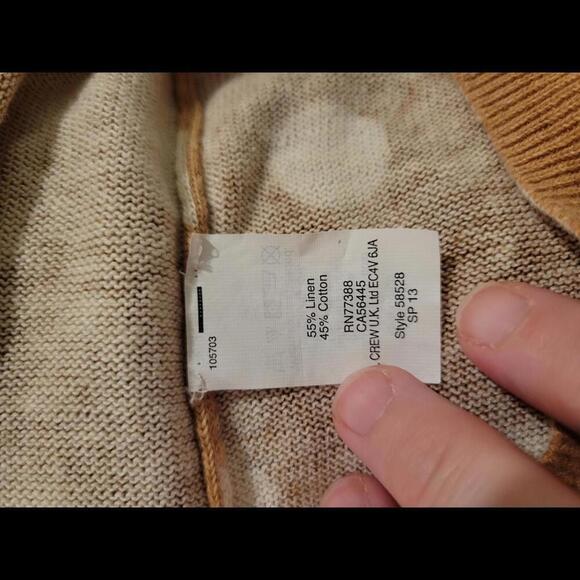 55% Linen
45% Cotton
RN77388
CA56445
CREW U.K. Ltd EC4V 6JA
Style 58528
SP 13
105703